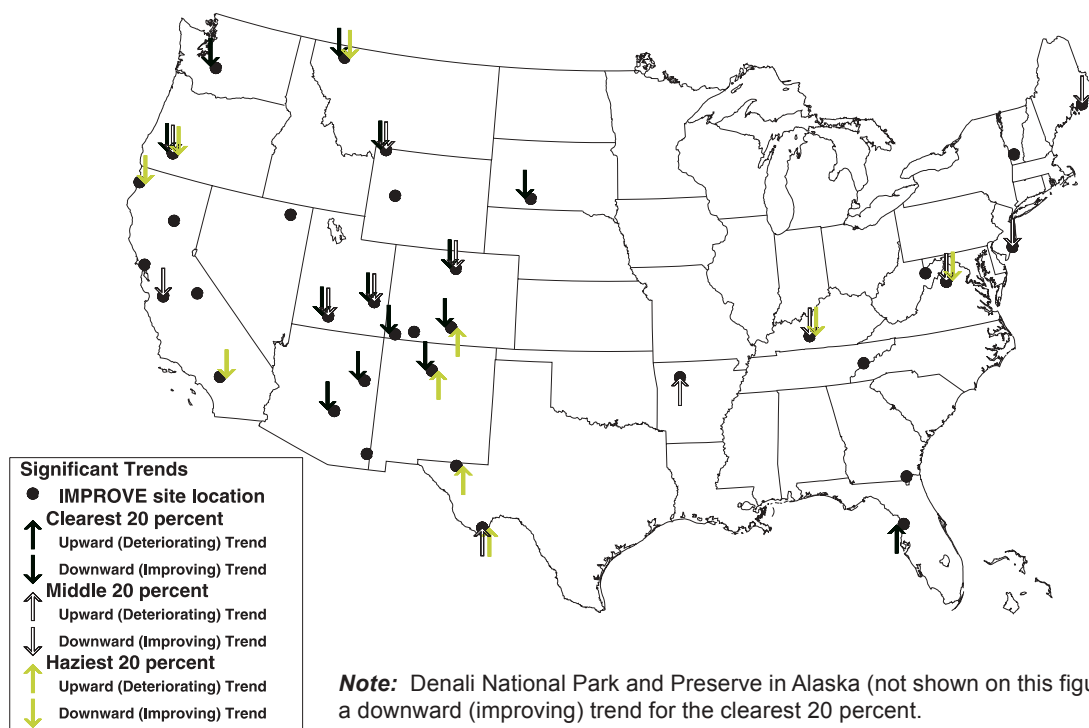 Significant Trends
IMPROVE site location
Clearest 20 percent
Upward (Deteriorating) Trend
Downward (Improving) Trend
Middle 20 percent
Upward (Deteriorating) Trend
Downward (Improving) Trend
Haziest 20 percent
Upward (Deteriorating) Trend
Downward (Improving) Trend
Note: Denali National Park and Preserve in Alaska (not shown on this figu
a downward (improving) trend for the clearest 20 percent.